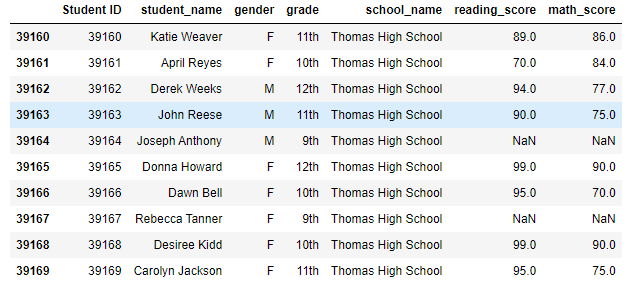 Student ID student_name gender grade school_name reading_score math_score
39160 39160 Katie Weaver F 11th Thomas High School 89.0 86.0
39161 39161 April Reyes F 10th Thomas High School 70.0 84.0
39162 39162 Derek Weeks M 12th Thomas High School 94.0 77.0
39163 39163 John Reese M 11th Thomas High School 90.0 75.0
39164 39164 Joseph Anthony M 9th Thomas High School NaN NaN
39165 39165 Donna Howard F 12th Thomas High School 99.0 90.0
39166 39166 Dawn Bell F 10th Thomas High School 95.0 70.0
39167 39167 Rebecca Tanner F 9th Thomas High School NaN NaN
39168 39168 Desiree Kidd F 10th Thomas High School 99.0 90.0
39169 39169 Carolyn Jackson F 11th Thomas High School 95.0 75.0